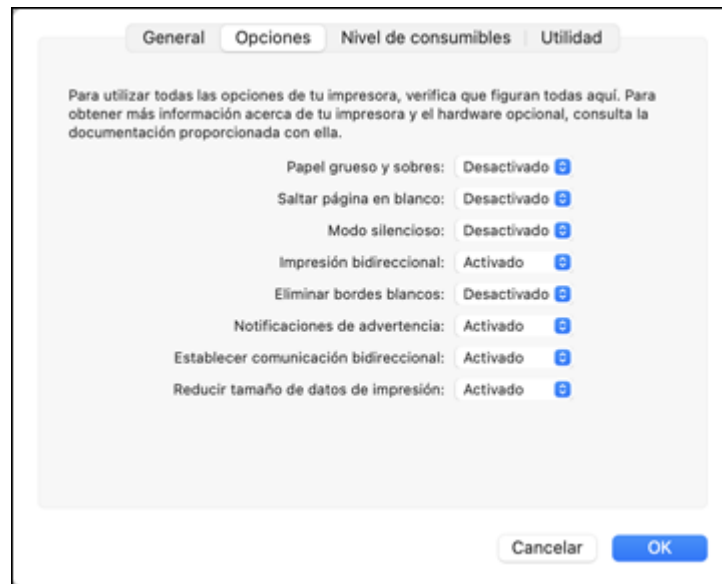 General Opciones Nivel de consumibles Utilidad
Para utilizar todas las opciones de tu impresora, verifica que figuran todas aquí. Para
obtener más información acerca de tu impresora y el hardware opcional, consulta la
documentación proporcionada con ella.
Papel grueso y sobres: Desactivado
Saltar página en blanco: Desactivado
Modo silencioso: Desactivado
Impresión bidireccional: Activado
Eliminar bordes blancos: Desactivado
Notificaciones de advertencia: Activado
Establecer comunicación bidireccional: Activado
Reducir tamaño de datos de impresión: Activado
Cancelar OK